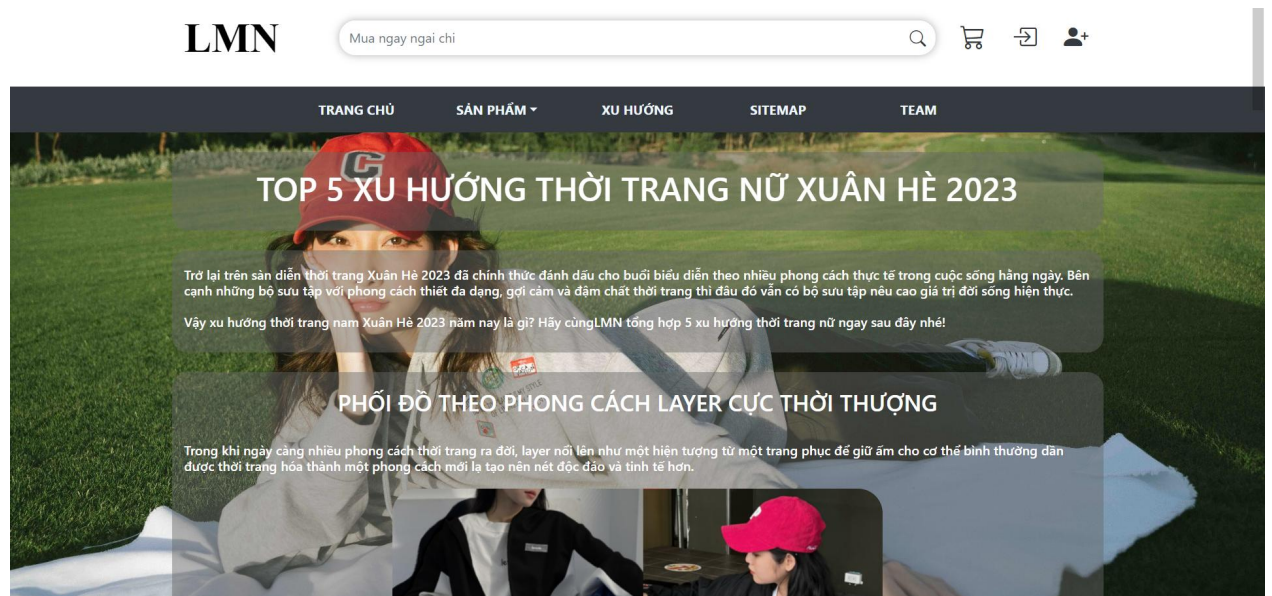 LMN
Mua ngay ngai chi
TRANG CHỦ
SẢN PHẨM
XU HƯỚNG
SITEMAP
TEAM
C
TOP 5 XU HƯỚNG THỜI TRANG NỮ XUÂN HÈ 2023
Trở lại trên sàn diễn thời trang Xuân Hè 2023 đã chính thức đánh dấu cho buổi biểu diễn theo nhiều phong cách thực tế trong cuộc sống hằng ngày. Bên
cạnh những bộ sưu tập với phong cách thiết đa dạng, gợi cảm và đậm chất thời trang thì đâu đó vẫn có bộ sưu tập nêu cao giá trị đời sống hiện thực.
Vậy xu hướng thời trang nam Xuân Hè 2023 năm nay là gì? Hãy cùngLMN tổng hợp 5 xu hướng thời trang nữ ngay sau đây nhé!
PHỐI ĐỒ THEO PHONG CÁCH LAYER CỰC THỜI THƯỢNG
Trong khi ngày càng nhiều phong cách thời trang ra đời, layer nổi lên như một hiện tượng từ một trang phục để giữ ấm cho cơ thể bình thường dần
được thời trang hóa thành một phong cách mới lạ tạo nên nét độc đáo và tinh tế hơn.